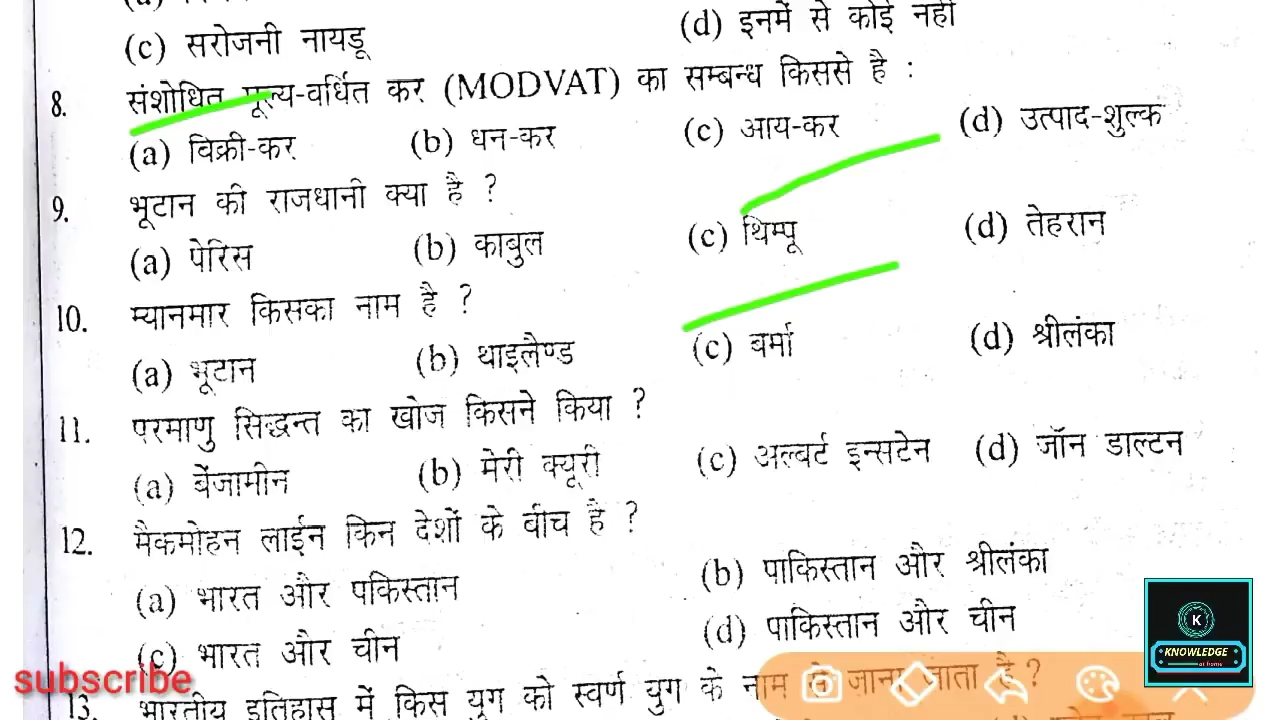 (c) सरोजनी नायडू (d) इनमें से कोई नहीं
8. संशोधित मूल्य-वर्धित कर (MODVAT) का सम्बन्ध किससे है :
(a) विक्री-कर (b) धन-कर (c) आय-कर (d) उत्पाद-शुल्क
9. भूटान की राजधानी क्या है ?
(a) पेरिस (b) काबुल (c) थिम्पू (d) तेहरान
10. म्यानमार किसका नाम है ?
(a) भूटान (b) थाइलैण्ड (c) बर्मा (d) श्रीलंका
11. परमाणु सिद्धन्त का खोज किसने किया ?
(a) बेंजामीन (b) मेरी क्यूरी (c) अल्बर्ट इन्सटेन (d) जॉन डाल्टन
12. मैकमोहन लाईन किन देशों के बीच है ?
(a) भारत और पकिस्तान (b) पाकिस्तान और श्रीलंका
(c) भारत और चीन (d) पाकिस्तान और चीन
13. भारतीय इतिहास में किस युग को स्वर्ण युग के नाम से जाना जाता है ?
subscribe
K
KNOWLEDGE
at home